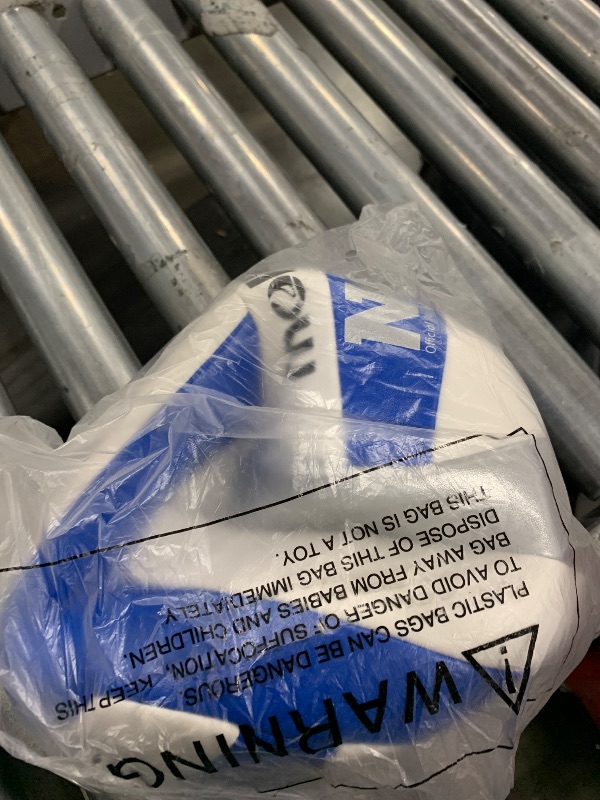 N
Official
WARNING
PLASTIC BAGS CAN BE DANGEROUS. KEEP THIS
TO AVOID DANGER OF SUFFOCATION,
BAG AWAY FROM BABIES AND CHILDREN.
DISPOSE OF THIS BAG IMMEDIATELY
THIS BAG IS NOT A TOY.